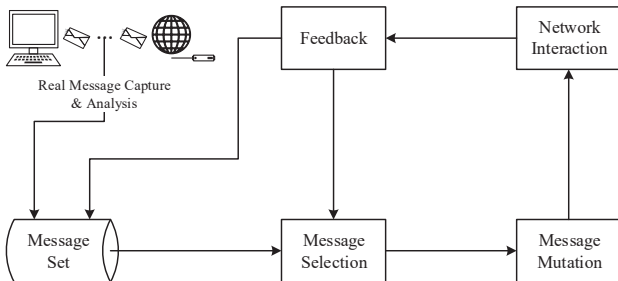 Feedback
Network
Interaction
Real Message Capture
& Analysis
Message
Set
Message
Selection
Message
Mutation